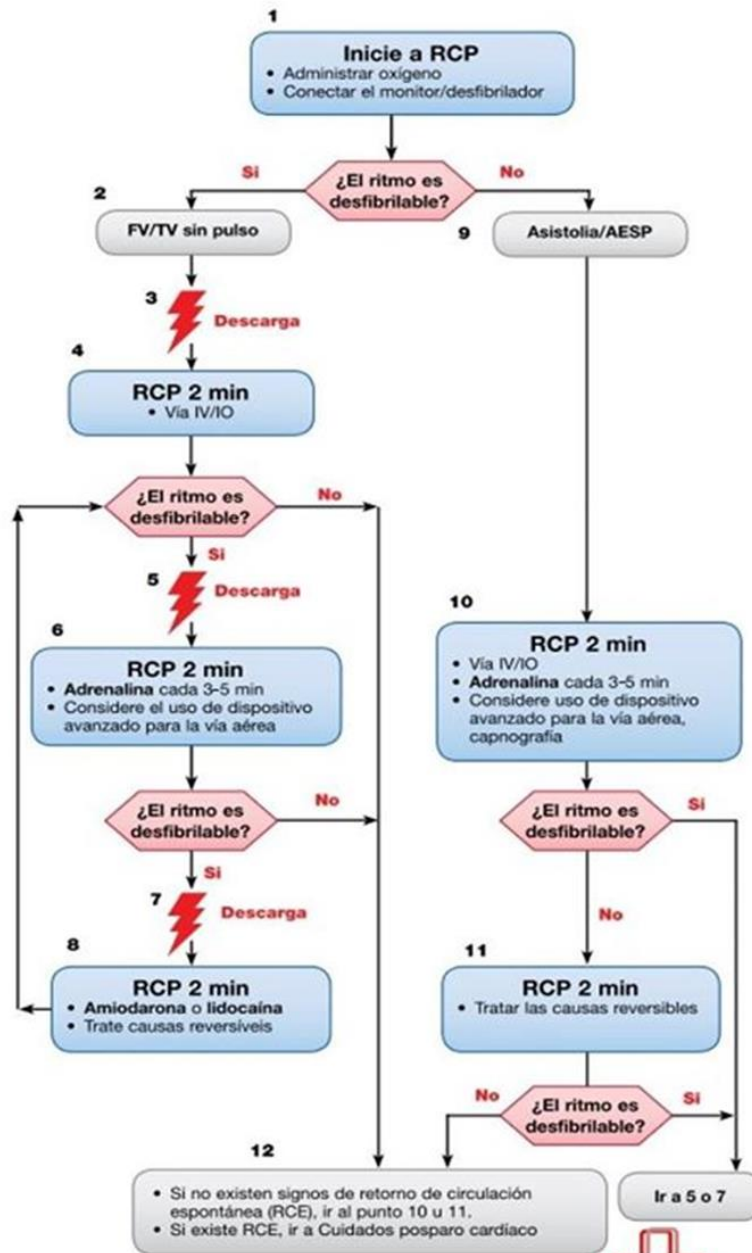 1
Inicie a RCP
• Administrar oxígeno
• Conectar el monitor/desfibrilador
¿El ritmo es
desfibrilable?
Si
No
2
FV/TV sin pulso
9
Asistolia/AESP
3
Descarga
4
RCP 2 min
• Vía IV/IO
¿El ritmo es
desfibrilable?
No
Si
5
Descarga
6
RCP 2 min
• Adrenalina cada 3-5 min
• Considere el uso de dispositivo
avanzado para la vía aérea
¿El ritmo es
desfibrilable?
No
Si
7
Descarga
8
RCP 2 min
• Amiodarona o lidocaína
• Trate causas reversíveis
10
RCP 2 min
• Vía IV/IO
• Adrenalina cada 3-5 min
• Considere uso de dispositivo
avanzado para la vía aérea,
capnografía
¿El ritmo es
desfibrilable?
Si
No
11
RCP 2 min
• Tratar las causas reversibles
¿El ritmo es
desfibrilable?
No
Si
12
• Si no existen signos de retorno de circulación
espontánea (RCE), ir al punto 10 u 11.
• Si existe RCE, ir a Cuidados posparo cardíaco
Ir a 5 o 7